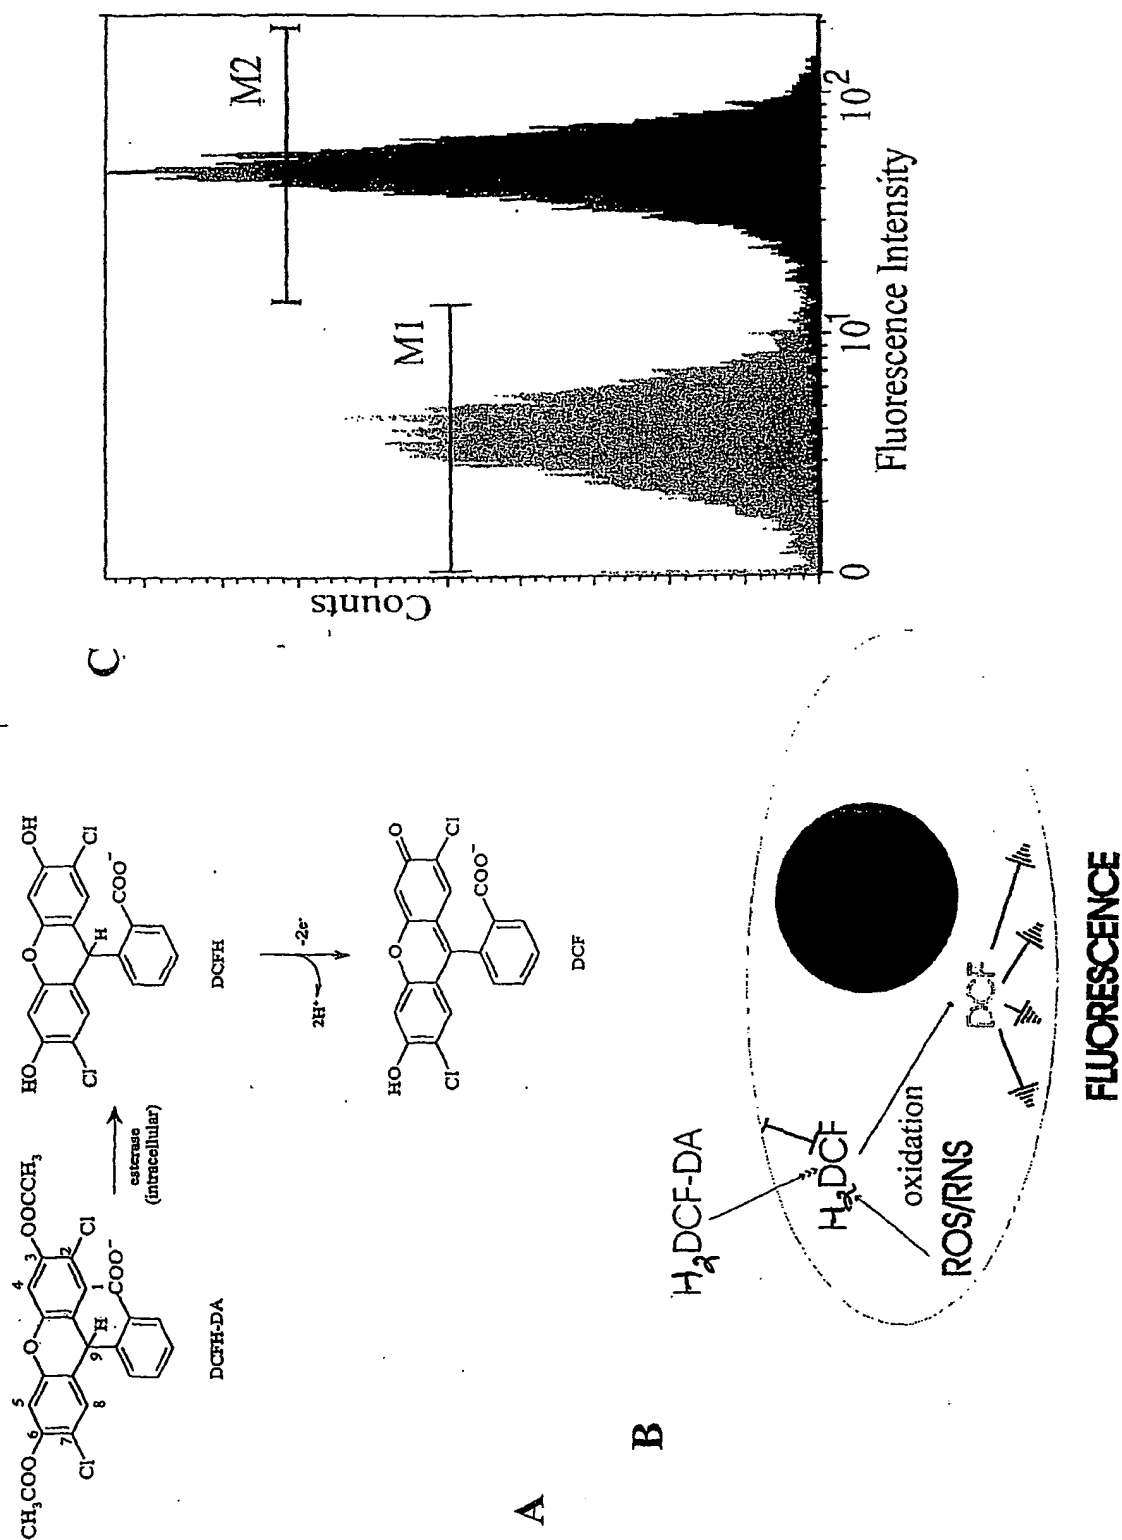 A
CH₃COO
OOCCH₃
Cl
Cl
COO⁻
H
1
2
3
4
5
6
7
8
9
O
DCFH-DA
esterase
(intracellular)
HO
OH
O
Cl
Cl
H
COO⁻
DCFH
2H⁺
-2e⁻
HO
O
O
Cl
Cl
COO⁻
DCF
B
H₂DCF-DA
H₂DCF
oxidation
ROS/RNS
DCF
FLUORESCENCE
C
Counts
M1
M2
0
10¹
10²
Fluorescence Intensity